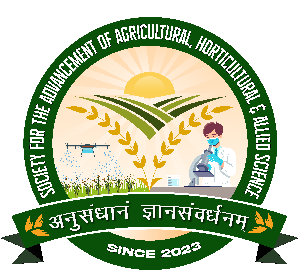 SOCIETY FOR THE ADVANCEMENT OF AGRICULTURAL, HORTICULTURAL & ALLIED SCIENCE
अनुसंधानं ज्ञानसंवर्धनम्
SINCE 2023